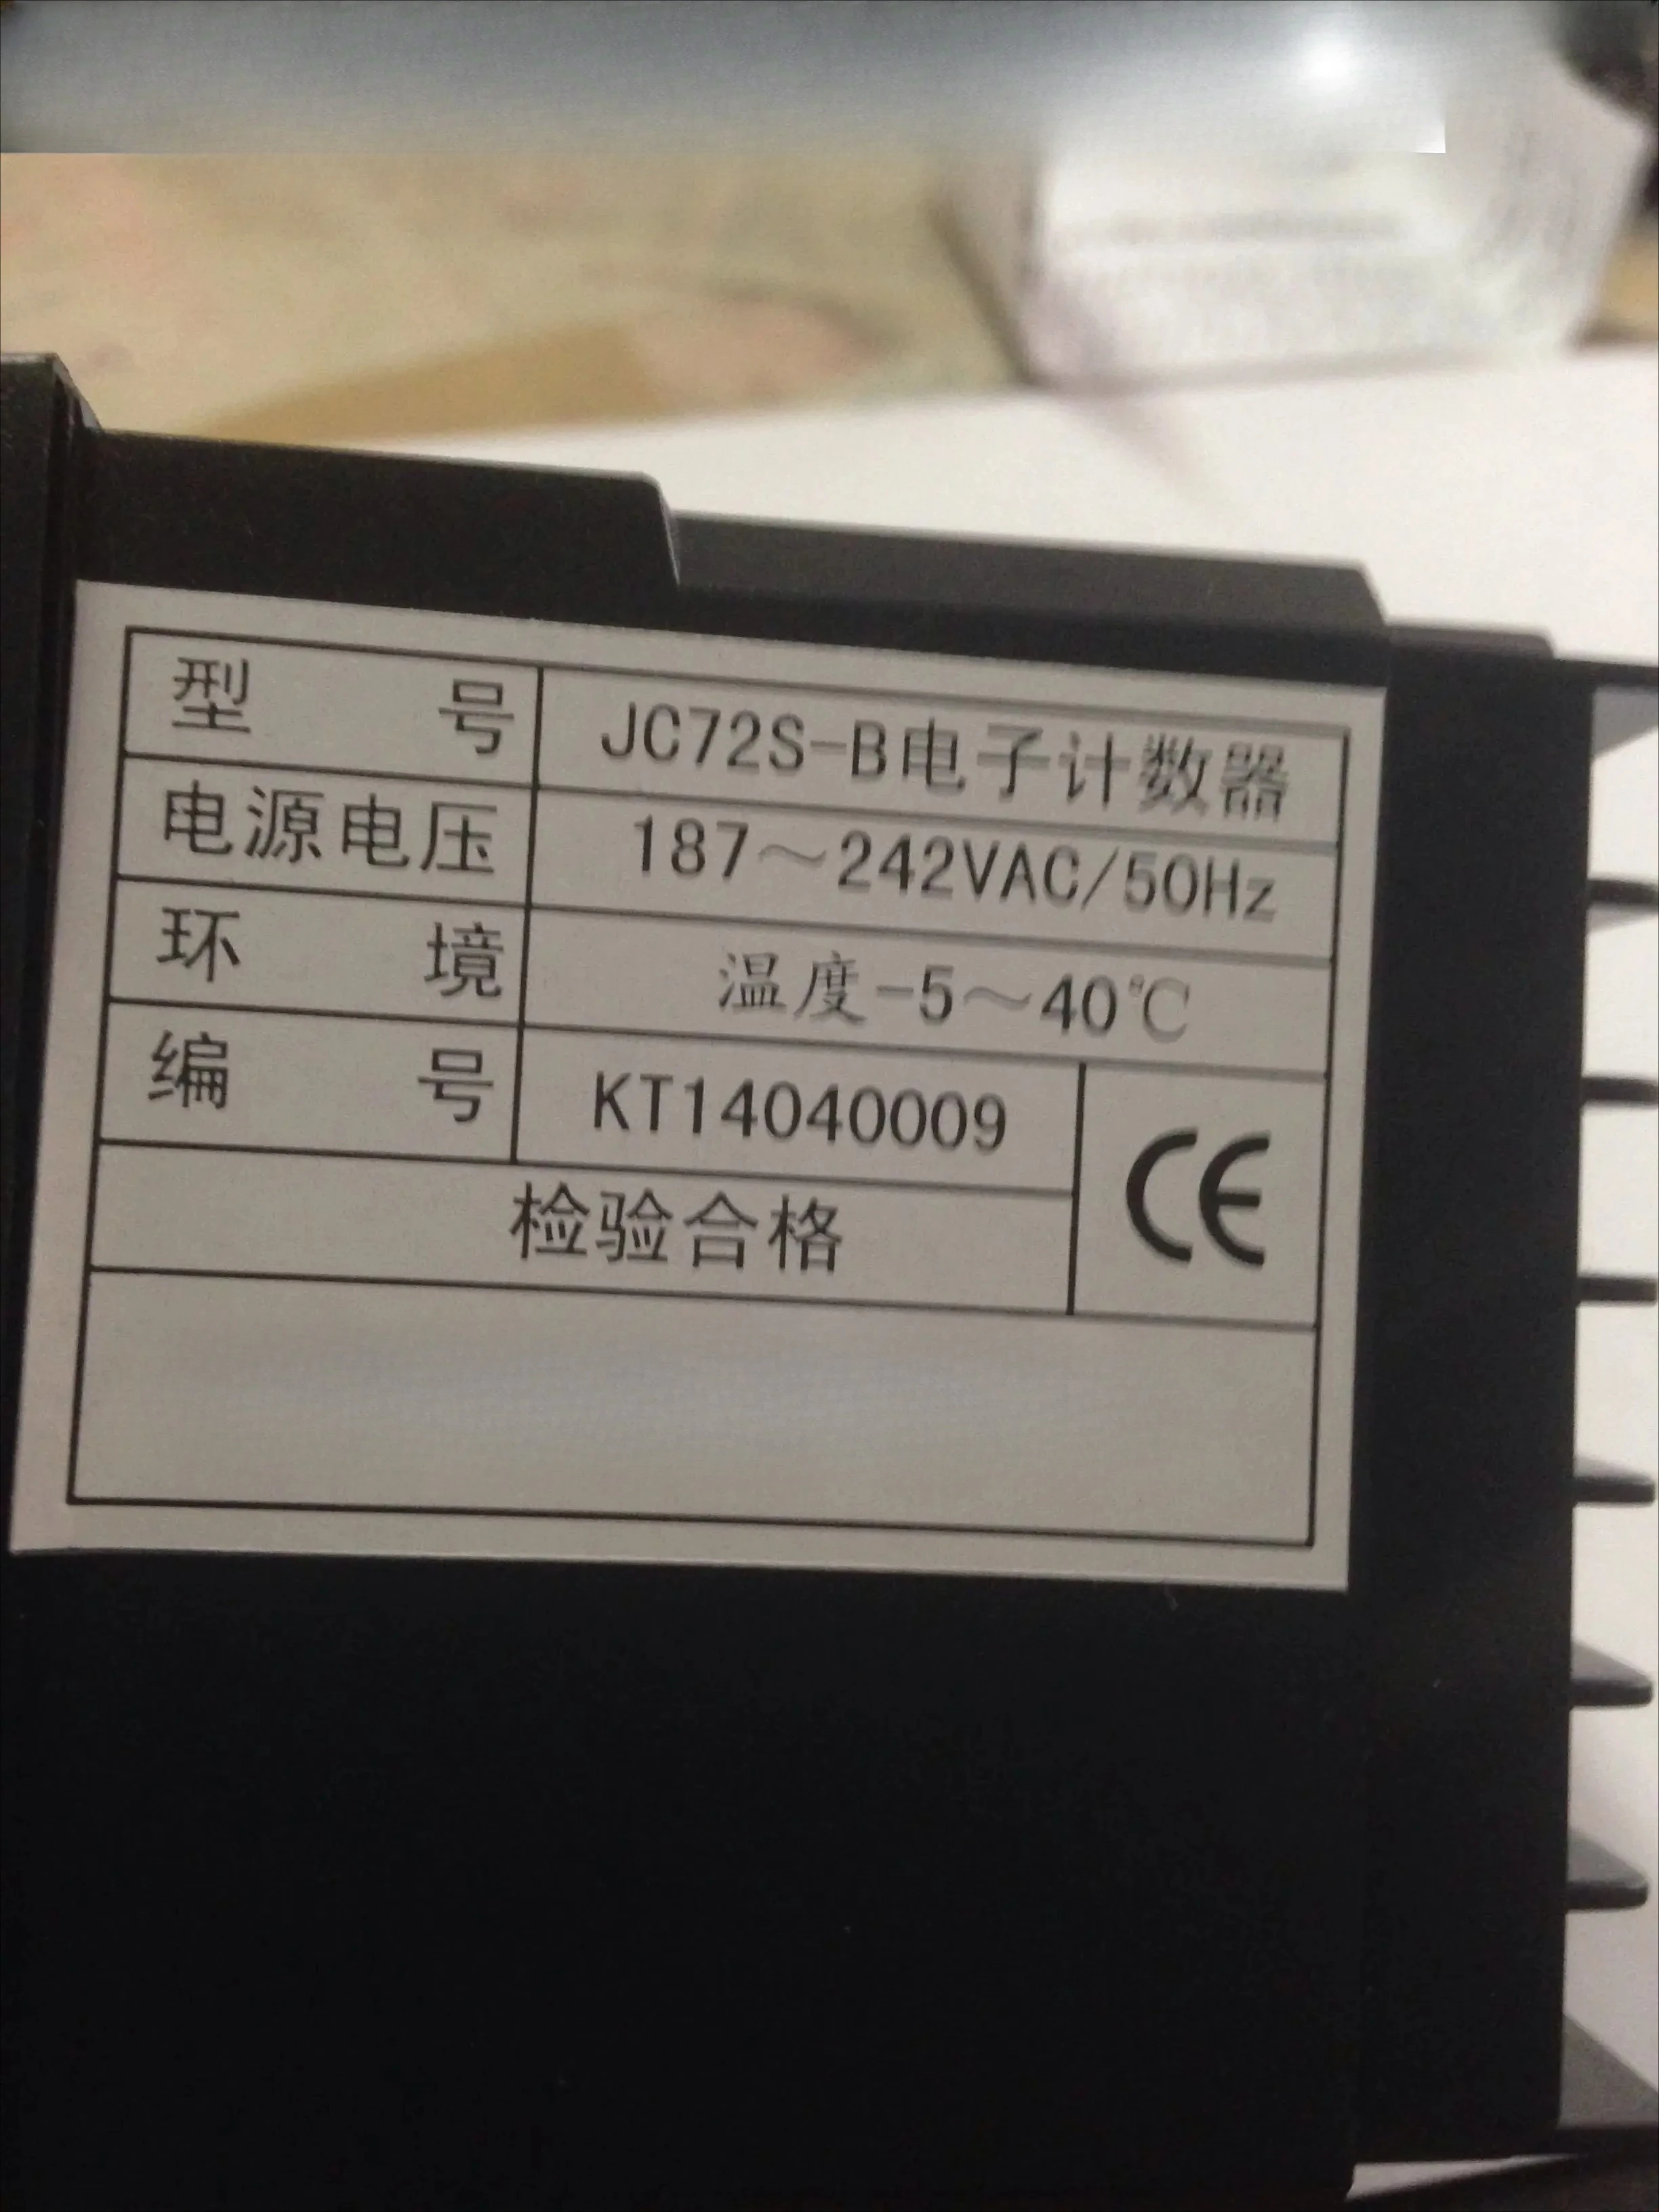 型 号 JC72S-B电子计数器
电源电压 187～242VAC/50Hz
环 境 温度-5～40℃
编 号 KT14040009
CE
检验合格